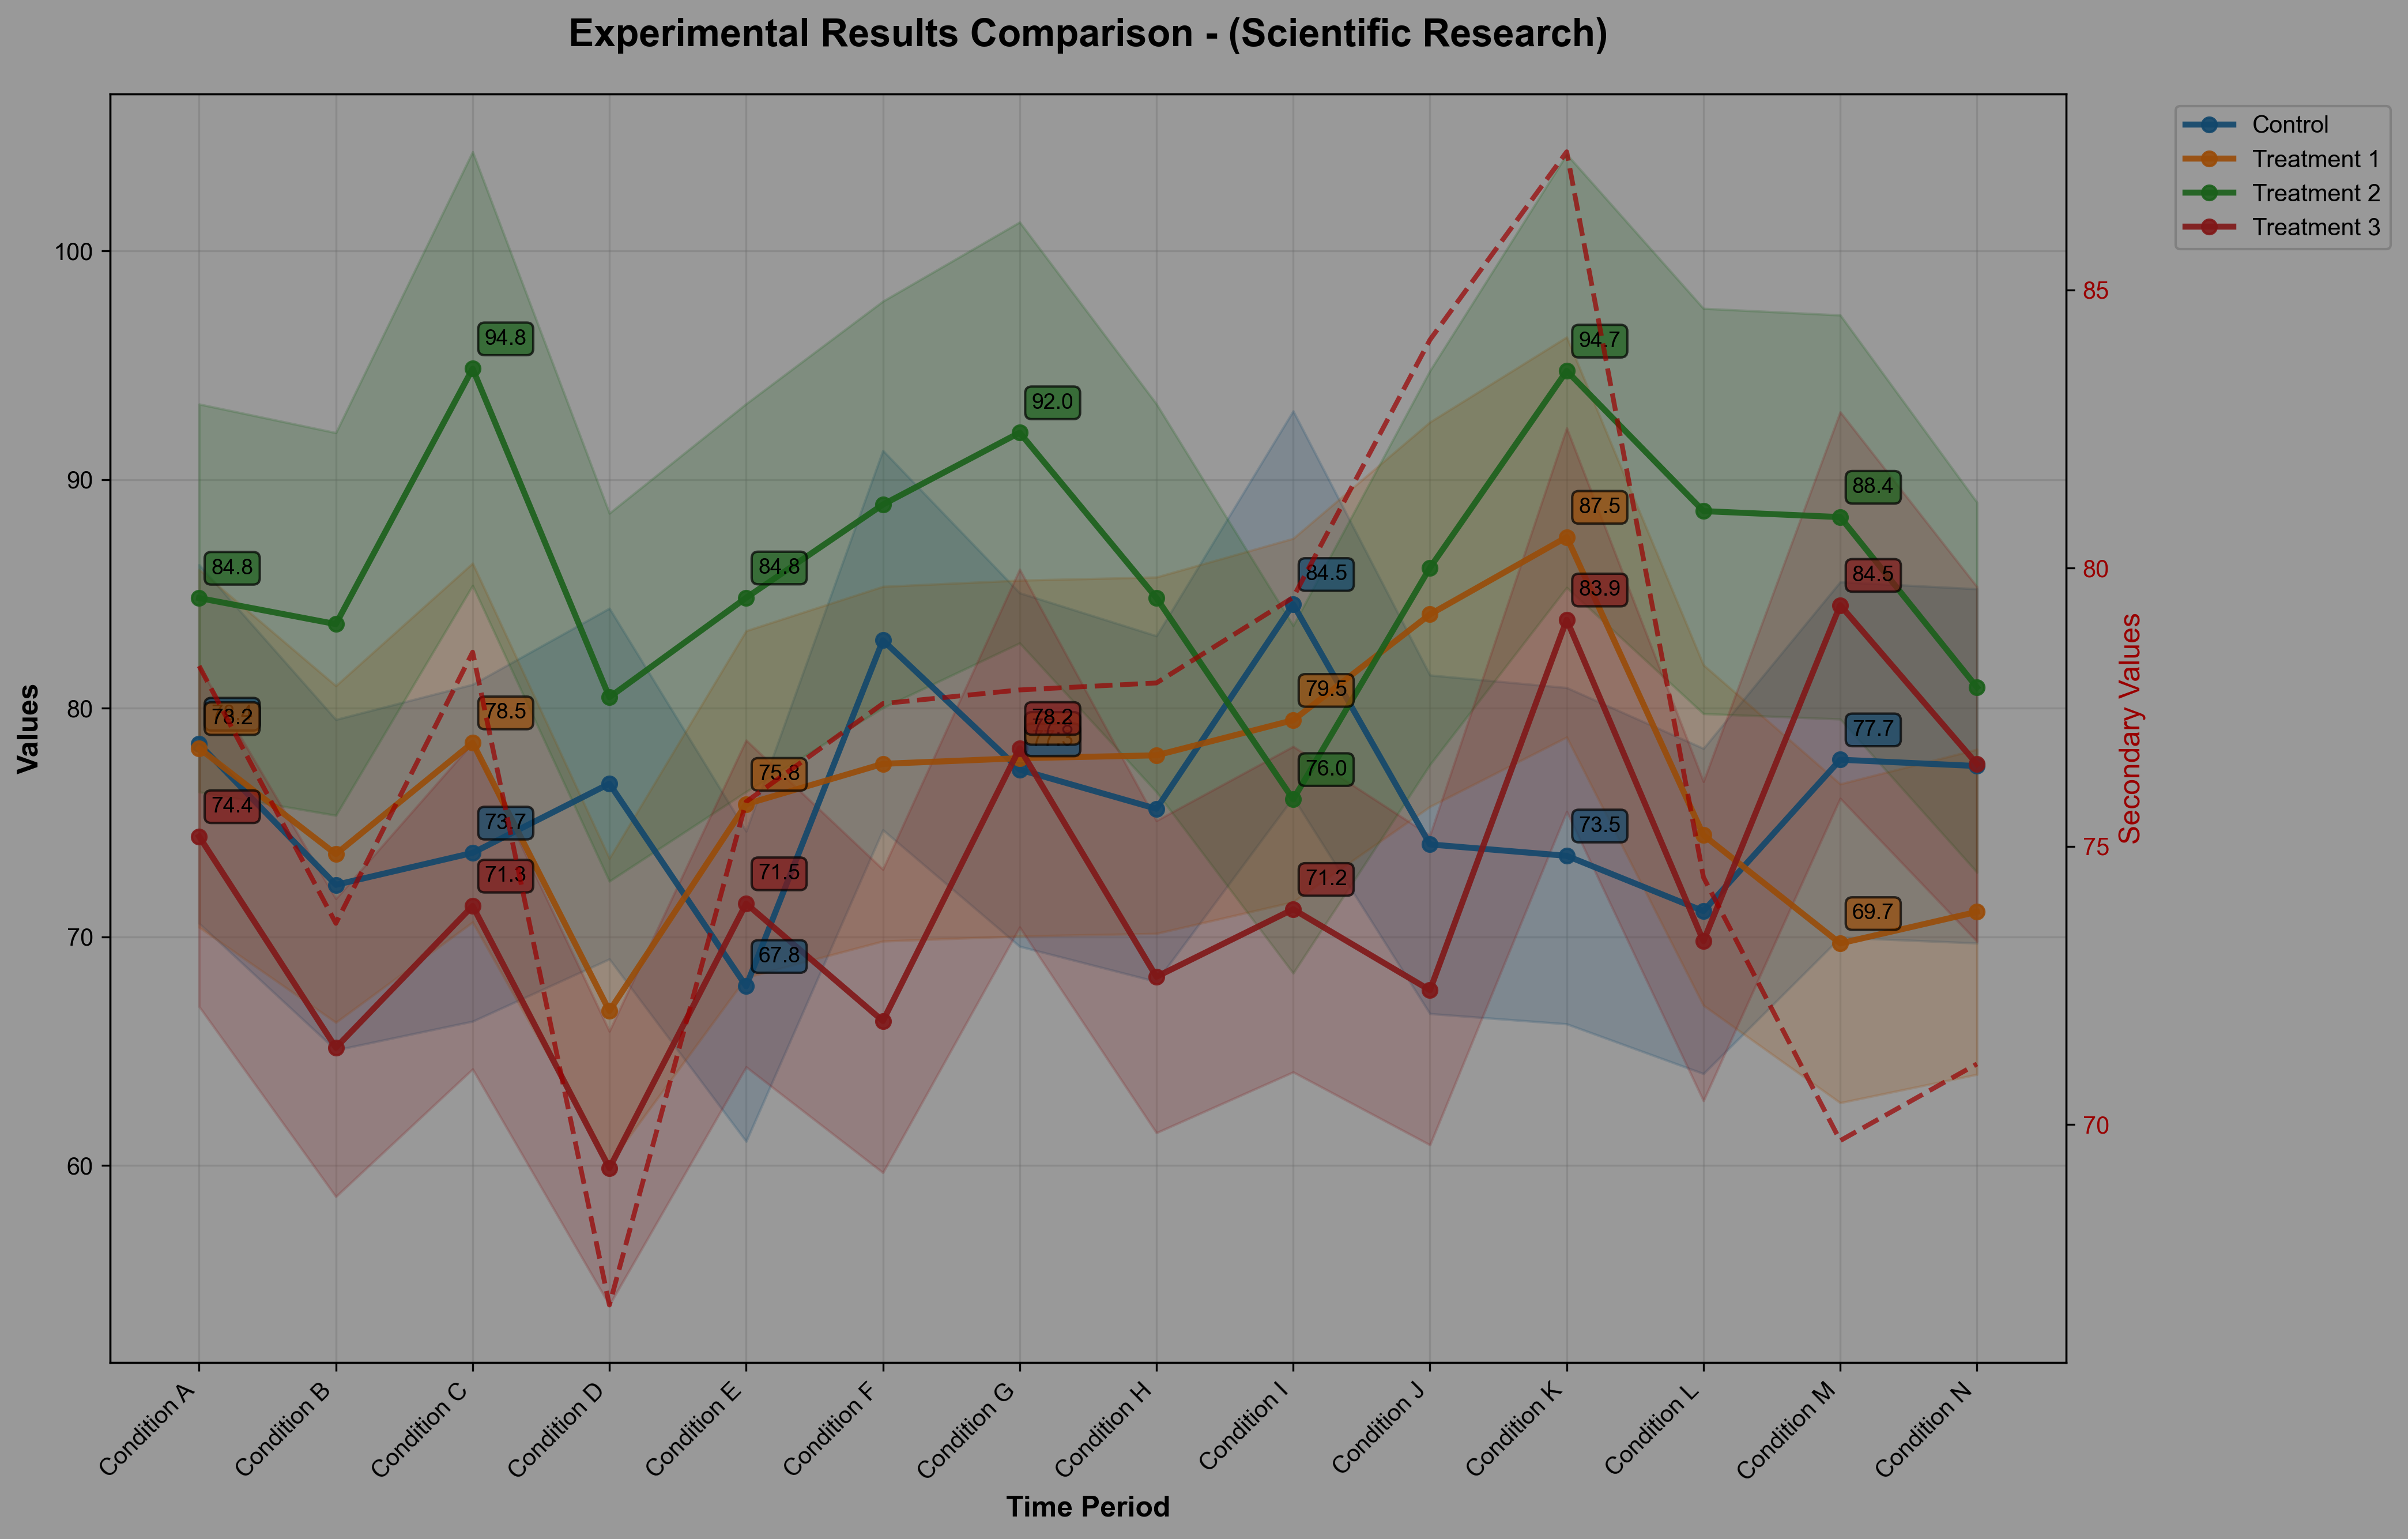 Experimental Results Comparison - (Scientific Research)
Control
Treatment 1
Treatment 2
Treatment 3
Values
100
90
80
70
60
Secondary Values
85
80
75
70
94.8
94.7
92.0
88.4
87.5
84.8
84.8
84.5
84.5
83.9
79.5
78.2
78.5
78.2
77.7
76.0
75.8
74.4
73.7
73.5
71.3
71.5
71.2
69.7
67.8
Condition A
Condition B
Condition C
Condition D
Condition E
Condition F
Condition G
Condition H
Condition I
Condition J
Condition K
Condition L
Condition M
Condition N
Time Period